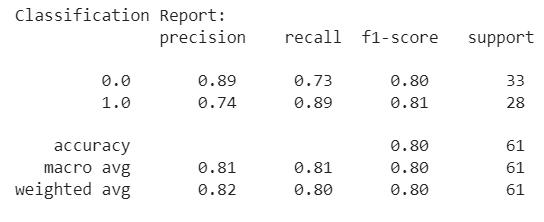 Classification Report:
precision recall f1-score support
0.0 0.89 0.73 0.80 33
1.0 0.74 0.89 0.81 28
accuracy 0.80 61
macro avg 0.81 0.81 0.80 61
weighted avg 0.82 0.80 0.80 61